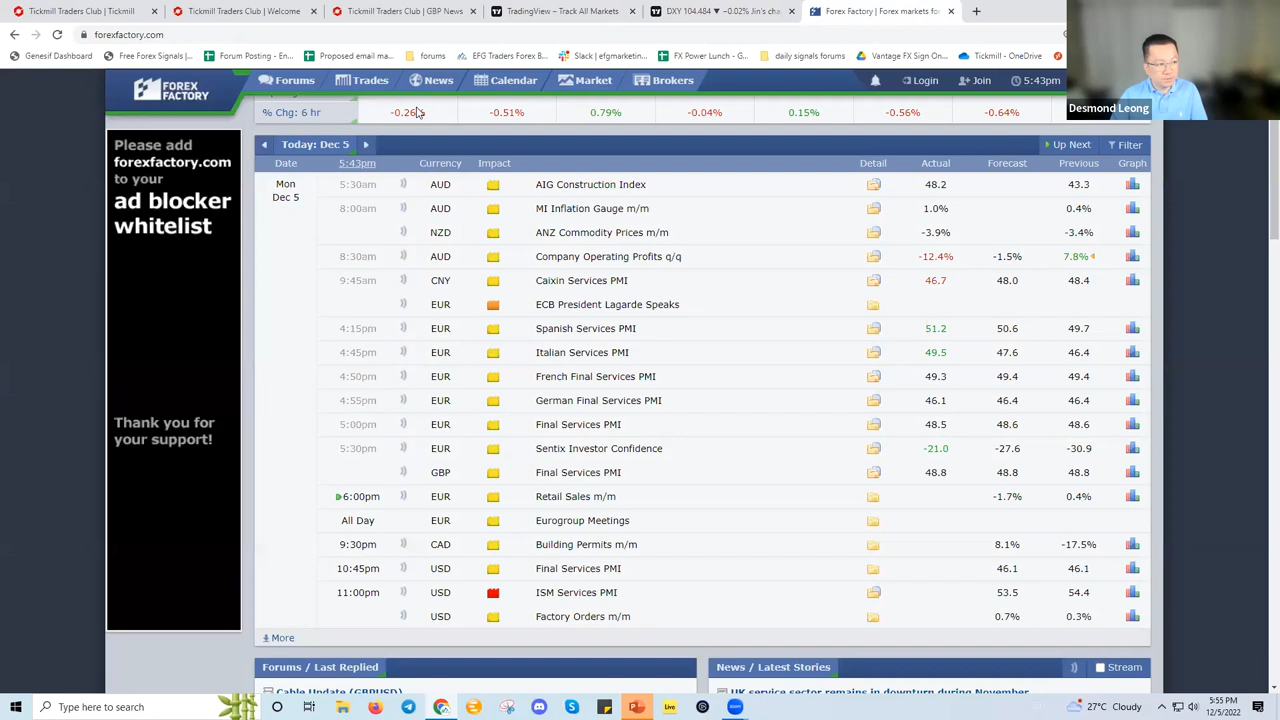 Tickmill Traders Club | Tickmill
Tickmill Traders Club | Welcome
Tickmill Traders Club | GBP News
TradingView – Track All Markets
DXY 104.484 ▼ −0.02% Jin's cha
Forex Factory | Forex markets for
forexfactory.com
Genesif Dashboard
Free Forex Signals |...
Forum Posting - En...
Proposed email ma...
forums
EFG Traders Forex B...
Slack | efgmarketin...
FX Power Lunch - G...
daily signals forums
Vantage FX Sign On...
Tickmill - OneDrive
Desmond Leong
FOREX FACTORY
Forums
Trades
News
Calendar
Market
Brokers
Login
Join
5:43pm
% Chg: 6 hr -0.26% -0.51% 0.79% -0.04% 0.15% -0.56% -0.64%
Please add
forexfactory.com
to your
ad blocker
whitelist
Thank you for
your support!
Today: Dec 5 Up Next Filter
Date 5:43pm Currency Impact Detail Actual Forecast Previous Graph
Mon
Dec 5
5:30am AUD AIG Construction Index 48.2 43.3
8:00am AUD MI Inflation Gauge m/m 1.0% 0.4%
NZD ANZ Commodity Prices m/m -3.9% -3.4%
8:30am AUD Company Operating Profits q/q -12.4% -1.5% 7.8%
9:45am CNY Caixin Services PMI 46.7 48.0 48.4
EUR ECB President Lagarde Speaks
4:15pm EUR Spanish Services PMI 51.2 50.6 49.7
4:45pm EUR Italian Services PMI 49.5 47.6 46.4
4:50pm EUR French Final Services PMI 49.3 49.4 49.4
4:55pm EUR German Final Services PMI 46.1 46.4 46.4
5:00pm EUR Final Services PMI 48.5 48.6 48.6
5:30pm EUR Sentix Investor Confidence -21.0 -27.6 -30.9
GBP Final Services PMI 48.8 48.8 48.8
6:00pm EUR Retail Sales m/m -1.7% 0.4%
All Day EUR Eurogroup Meetings
9:30pm CAD Building Permits m/m 8.1% -17.5%
10:45pm USD Final Services PMI 46.1 46.1
11:00pm USD ISM Services PMI 53.5 54.4
USD Factory Orders m/m 0.7% 0.3%
More
Forums / Last Replied
News / Latest Stories
Stream
Cable Update (GBPUSD)
UK service sector remains in downturn during November
Type here to search
Live
27°C Cloudy
5:55 PM
12/5/2022